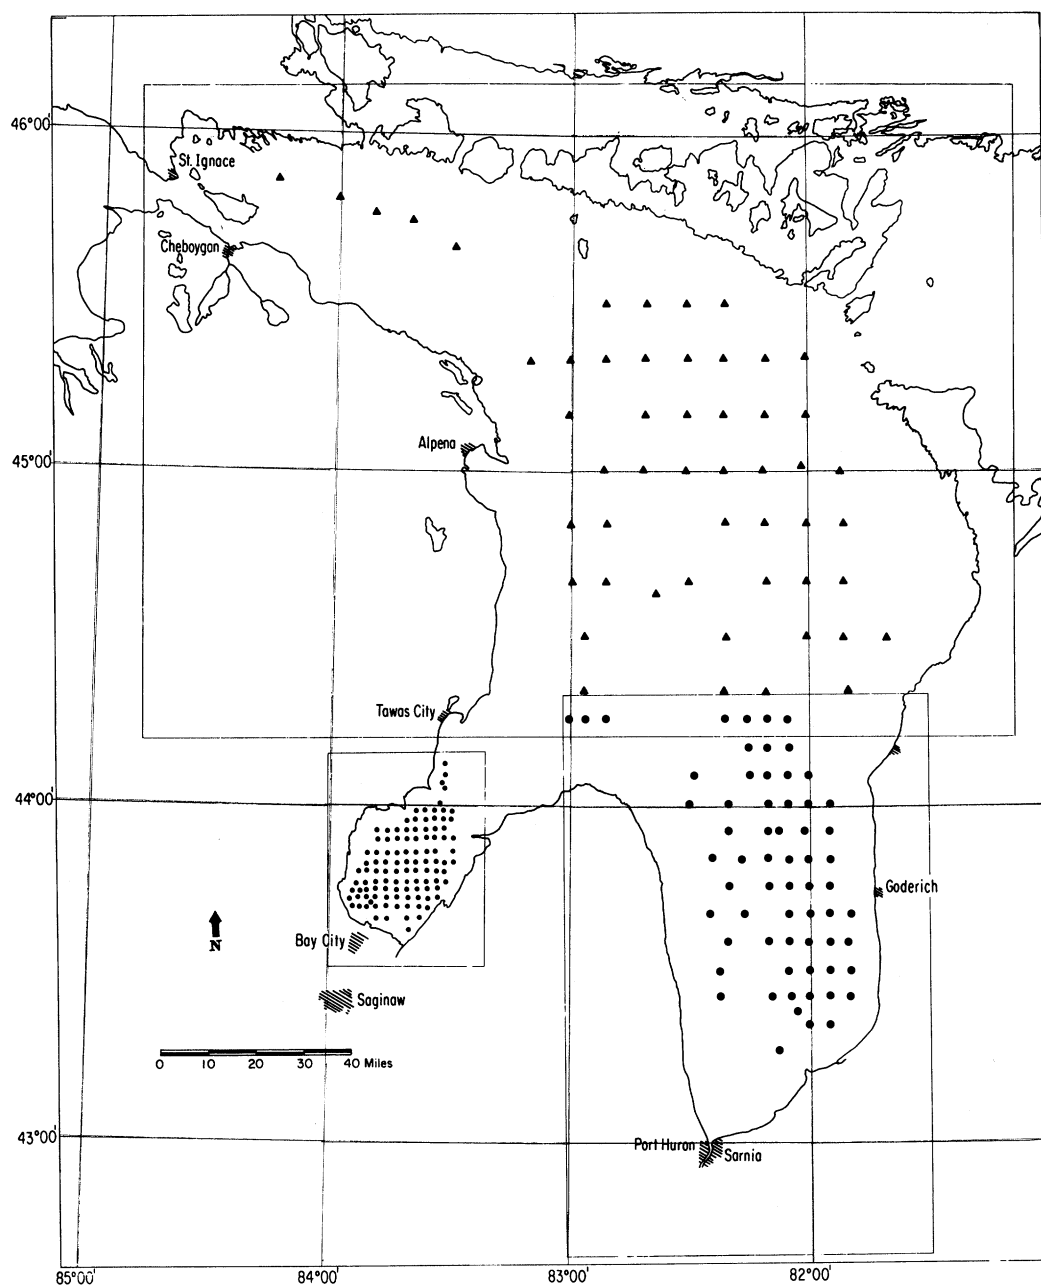 46°00'
St. Ignace
Cheboygan
Alpena
45°00'
Tawas City
44°00'
Goderich
N
Bay City
Saginaw
0 10 20 30 40 Miles
43°00'
Port Huron
Sarnia
85°00' 84°00' 83°00' 82°00'